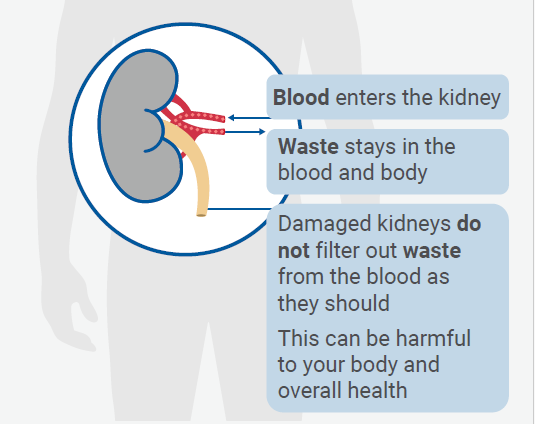 Blood enters the kidney
Waste stays in the
blood and body
Damaged kidneys do
not filter out waste
from the blood as
they should
This can be harmful
to your body and
overall health